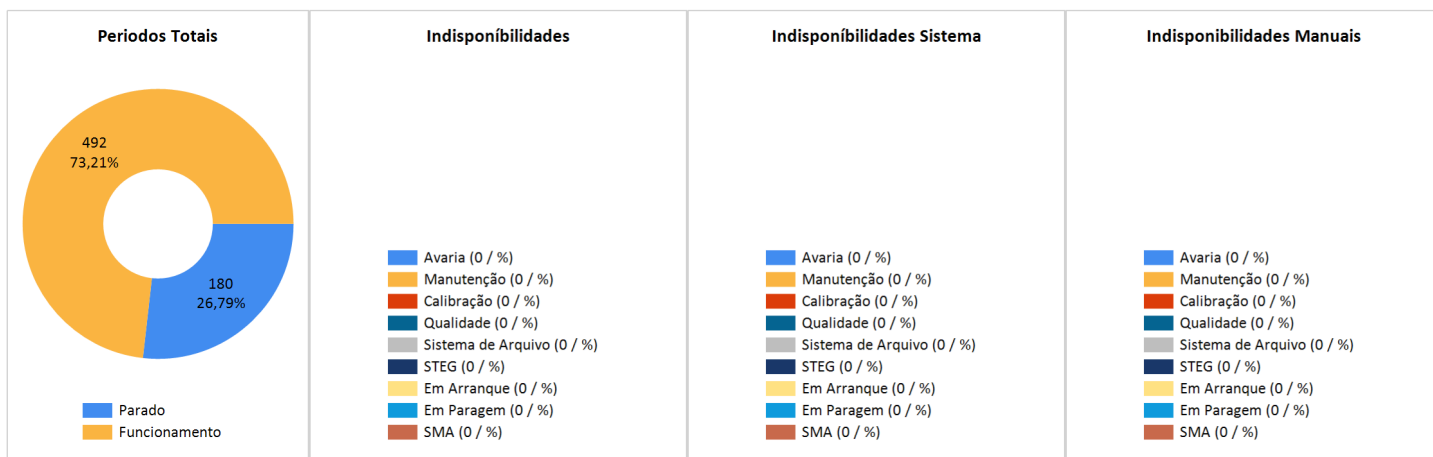 Periodos Totais
492
73,21%
180
26,79%
Parado
Funcionamento
Indisponíbilidades
Avaria (0 / %)
Manutenção (0 / %)
Calibração (0 / %)
Qualidade (0 / %)
Sistema de Arquivo (0 / %)
STEG (0 / %)
Em Arranque (0 / %)
Em Paragem (0 / %)
SMA (0 / %)
Indisponíbilidades Sistema
Avaria (0 / %)
Manutenção (0 / %)
Calibração (0 / %)
Qualidade (0 / %)
Sistema de Arquivo (0 / %)
STEG (0 / %)
Em Arranque (0 / %)
Em Paragem (0 / %)
SMA (0 / %)
Indisponibilidades Manuais
Avaria (0 / %)
Manutenção (0 / %)
Calibração (0 / %)
Qualidade (0 / %)
Sistema de Arquivo (0 / %)
STEG (0 / %)
Em Arranque (0 / %)
Em Paragem (0 / %)
SMA (0 / %)